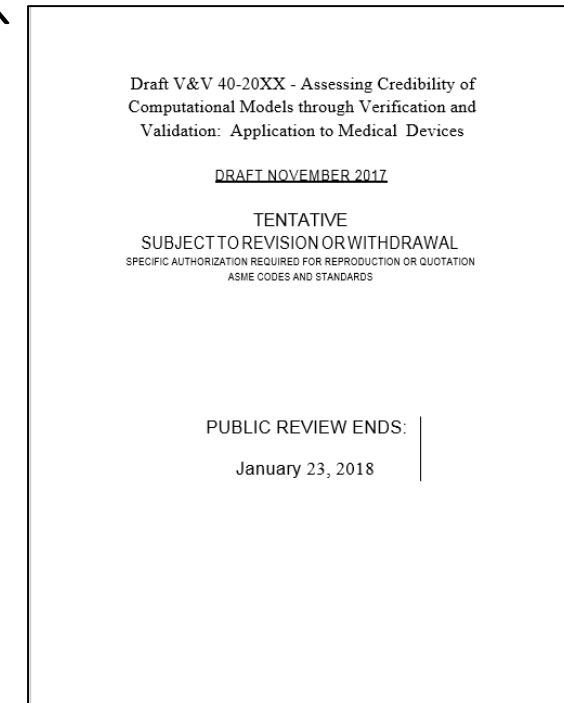 Draft V&V 40-20XX - Assessing Credibility of
Computational Models through Verification and
Validation: Application to Medical Devices
DRAFT NOVEMBER 2017
TENTATIVE
SUBJECT TO REVISION OR WITHDRAWAL
SPECIFIC AUTHORIZATION REQUIRED FOR REPRODUCTION OR QUOTATION
ASME CODES AND STANDARDS
PUBLIC REVIEW ENDS:
January 23, 2018